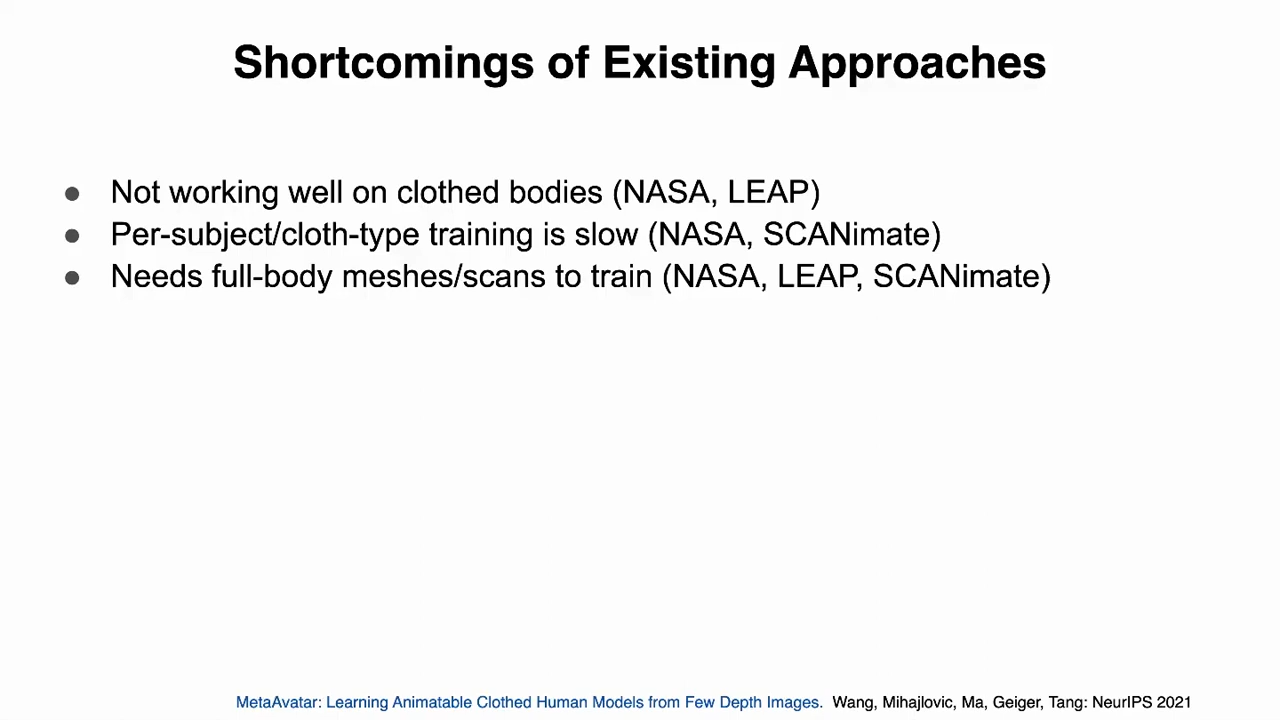 Shortcomings of Existing Approaches
● Not working well on clothed bodies (NASA, LEAP)
● Per-subject/cloth-type training is slow (NASA, SCANimate)
● Needs full-body meshes/scans to train (NASA, LEAP, SCANimate)
MetaAvatar: Learning Animatable Clothed Human Models from Few Depth Images. Wang, Mihajlovic, Ma, Geiger, Tang: NeurIPS 2021